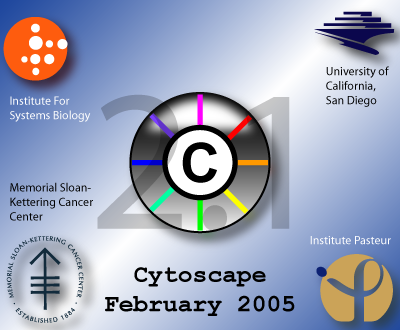 University of
California,
San Diego
Institute For
Systems Biology
2.1
C
Memorial Sloan-
Kettering Cancer
Center
MEMORIAL SLOAN-KETTERING CANCER CENTER
ESTABLISHED 1884
Institute Pasteur
Cytoscape
February 2005